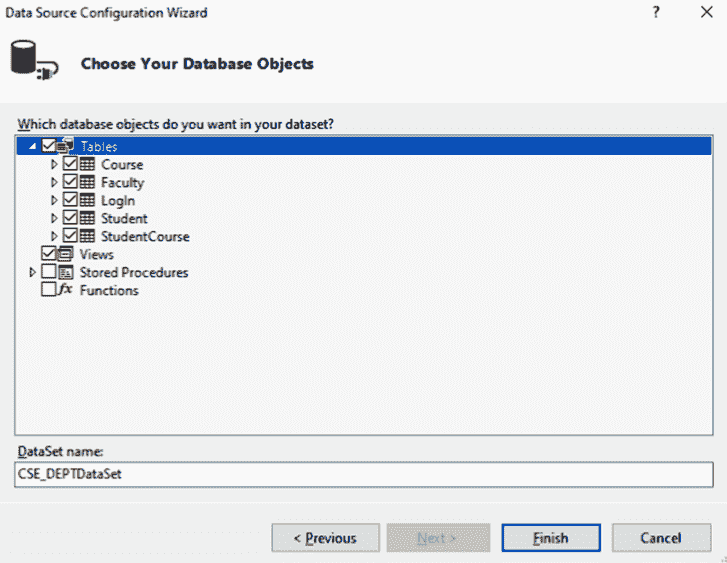 Data Source Configuration Wizard
?
Choose Your Database Objects
Which database objects do you want in your dataset?
Tables
Course
Faculty
LogIn
Student
StudentCourse
Views
Stored Procedures
fx Functions
DataSet name:
CSE_DEPTDataSet
< Previous Next > Finish Cancel